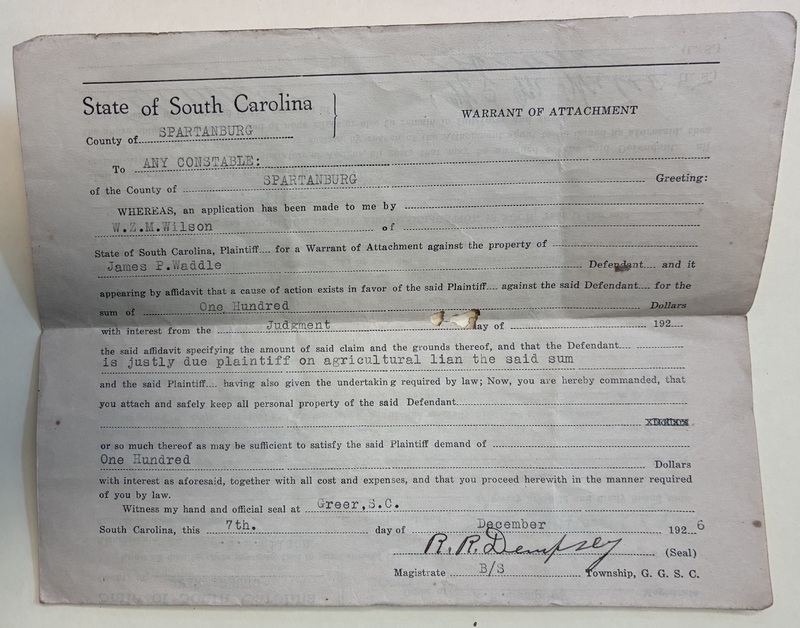 State of South Carolina
WARRANT OF ATTACHMENT
County of SPARTANBURG
To ANY CONSTABLE:
of the County of SPARTANBURG Greeting:
WHEREAS, an application has been made to me by
W.Z.M.Wilson of
State of South Carolina, Plaintiff.... for a Warrant of Attachment against the property of
James P.Waddle Defendant.... and it
appearing by affidavit that a cause of action exists in favor of the said Plaintiff.... against the said Defendant.... for the
sum of One Hundred Dollars
with interest from the Judgment day of 192....
the said affidavit specifying the amount of said claim and the grounds thereof, and that the Defendant....
is justly due plaintiff on agricultural lian the said sum
and the said Plaintiff.... having also given the undertaking required by law; Now, you are hereby commanded, that
you attach and safely keep all personal property of the said Defendant
or so much thereof as may be sufficient to satisfy the said Plaintiff demand of
One Hundred Dollars
with interest as aforesaid, together with all cost and expenses, and that you proceed herewith in the manner required
of you by law.
Witness my hand and official seal at Greer,S.C.
South Carolina, this 7th. day of December 192 6
R. R. Dempsey (Seal)
Magistrate B/S Township, G. G. S. C.